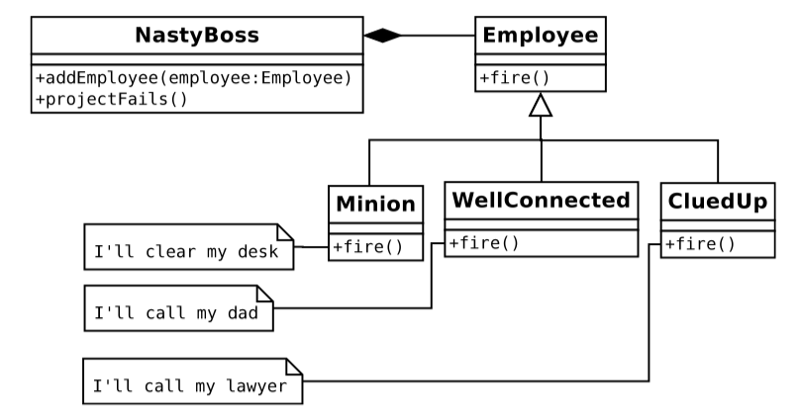 NastyBoss
+addEmployee(employee:Employee)
+projectFails()
Employee
+fire()
Minion
+fire()
WellConnected
+fire()
CluedUp
+fire()
I'll clear my desk
I'll call my dad
I'll call my lawyer